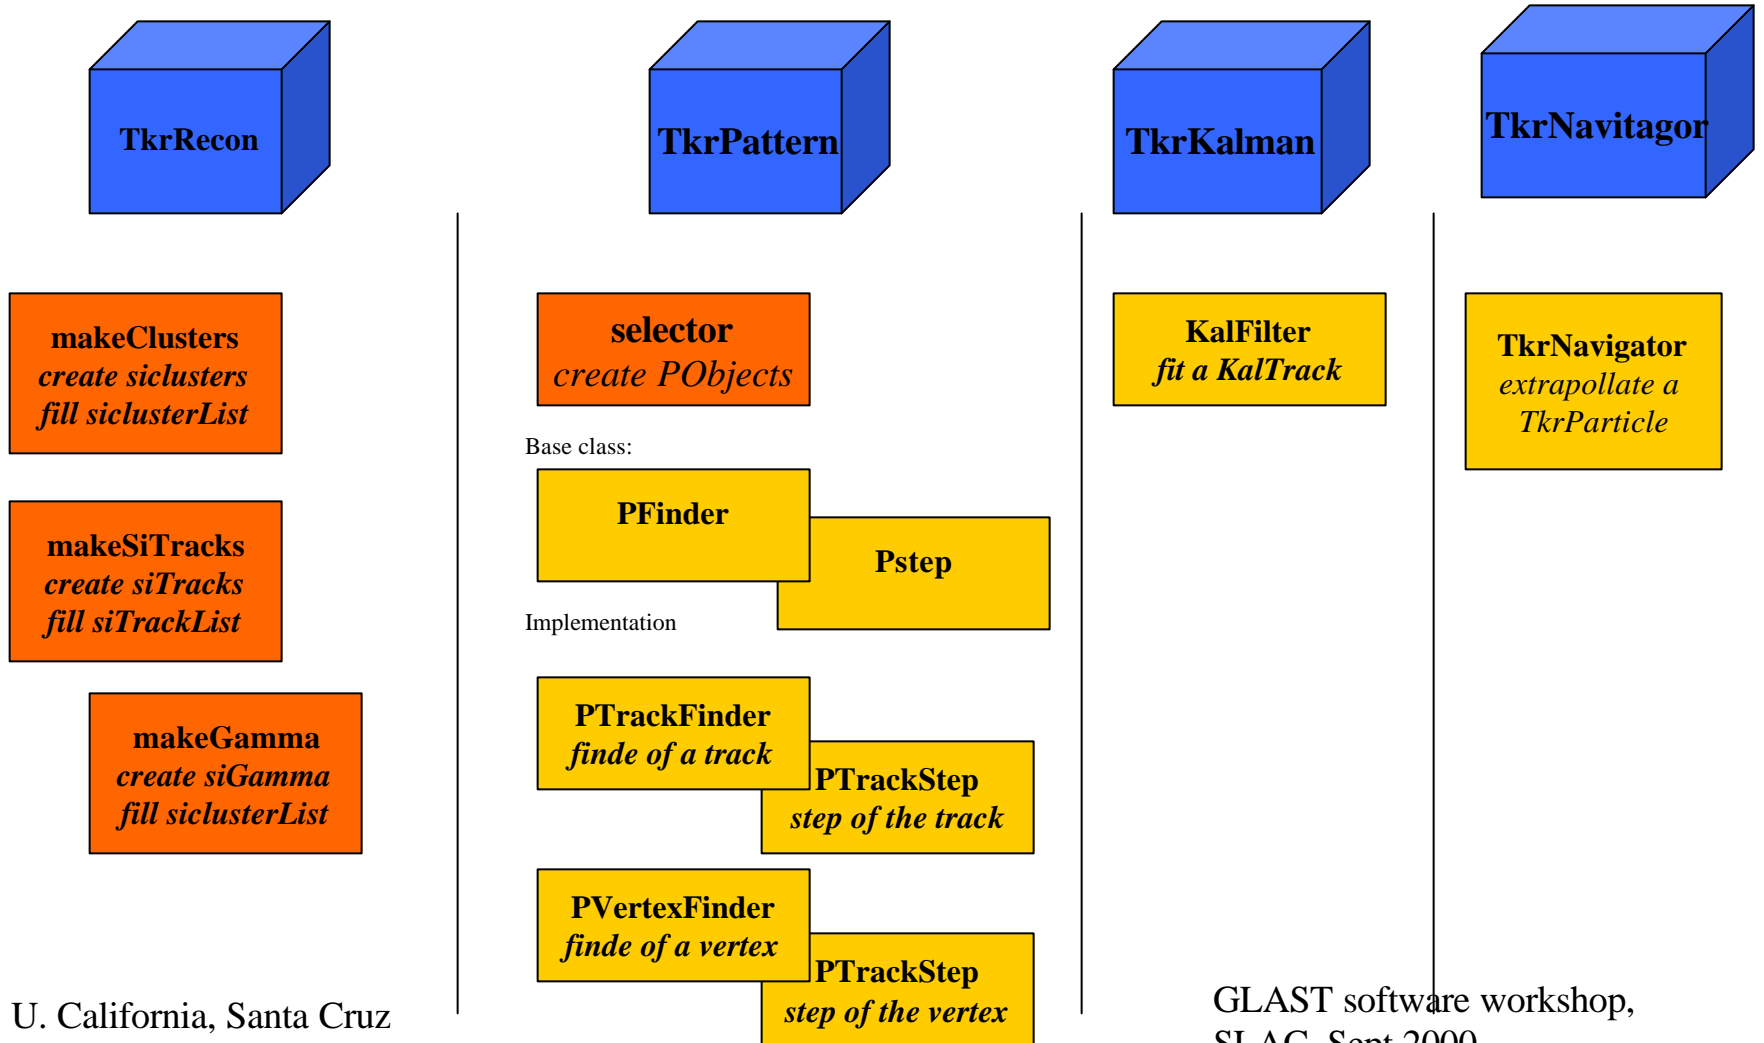 TkrRecon
TkrPattern
TkrKalman
TkrNavitagor
makeClusters
create siclusters
fill siclusterList
makeSiTracks
create siTracks
fill siTrackList
makeGamma
create siGamma
fill siclusterList
selector
create PObjects
Base class:
PFinder
Pstep
Implementation
PTrackFinder
finde of a track
PTrackStep
step of the track
PVertexFinder
finde of a vertex
PTrackStep
step of the vertex
KalFilter
fit a KalTrack
TkrNavigator
extrapollate a
TkrParticle
U. California, Santa Cruz
GLAST software workshop,
SLAC, Sept 2000